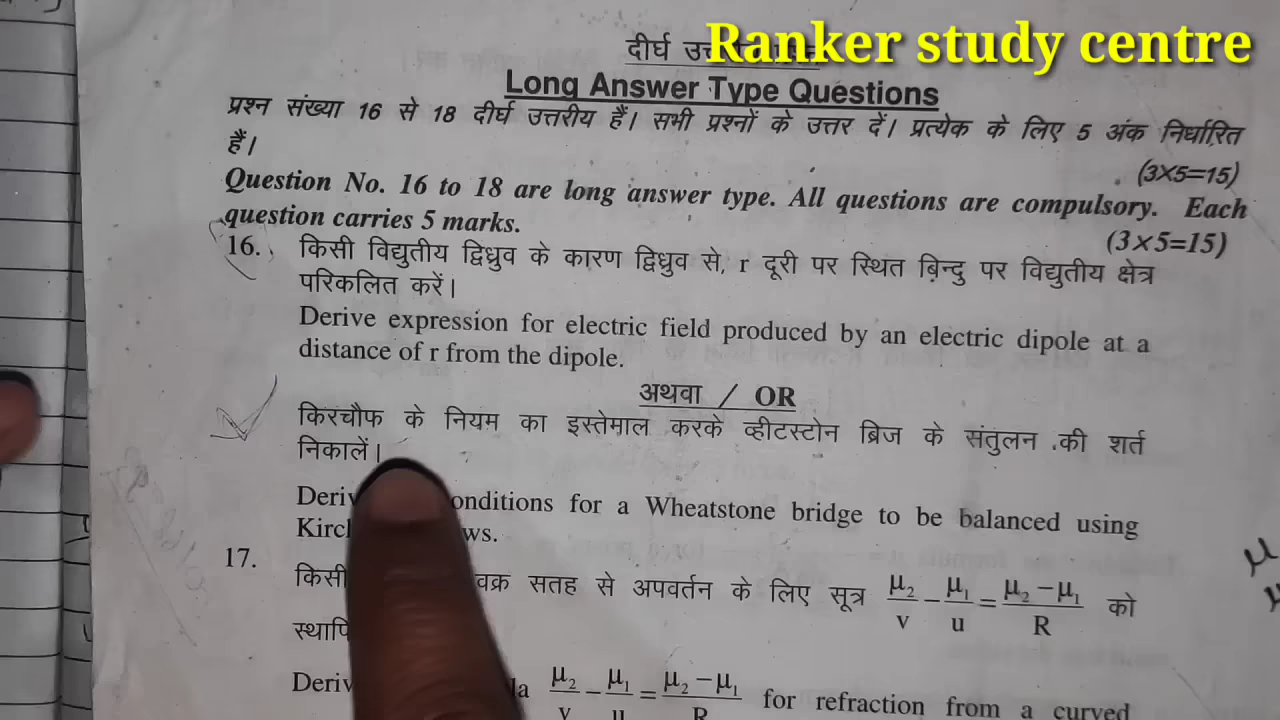 Ranker study centre
दीर्घ
Long Answer Type Questions
प्रश्न संख्या 16 से 18 दीर्घ उत्तरीय हैं। सभी प्रश्नों के उत्तर दें। प्रत्येक के लिए 5 अंक निर्धारित
हैं।
(3×5=15)
Question No. 16 to 18 are long answer type. All questions are compulsory. Each
question carries 5 marks.
(3×5=15)
16. किसी विद्युतीय द्विध्रुव के कारण द्विध्रुव से, r दूरी पर स्थित बिन्दु पर विद्युतीय क्षेत्र
परिकलित करें।
Derive expression for electric field produced by an electric dipole at a
distance of r from the dipole.
अथवा / OR
किरचौफ के नियम का इस्तेमाल करके व्हीटस्टोन ब्रिज के संतुलन की शर्त
निकालें।
for a Wheatstone bridge to be balanced using
17.
किसी वक्र सतह से अपवर्तन के लिए सूत्र μ₂/v − μ₁/u = μ₂−μ₁/R को
μ₂/v − μ₁/u = μ₂−μ₁/R for refraction from a curved
μ